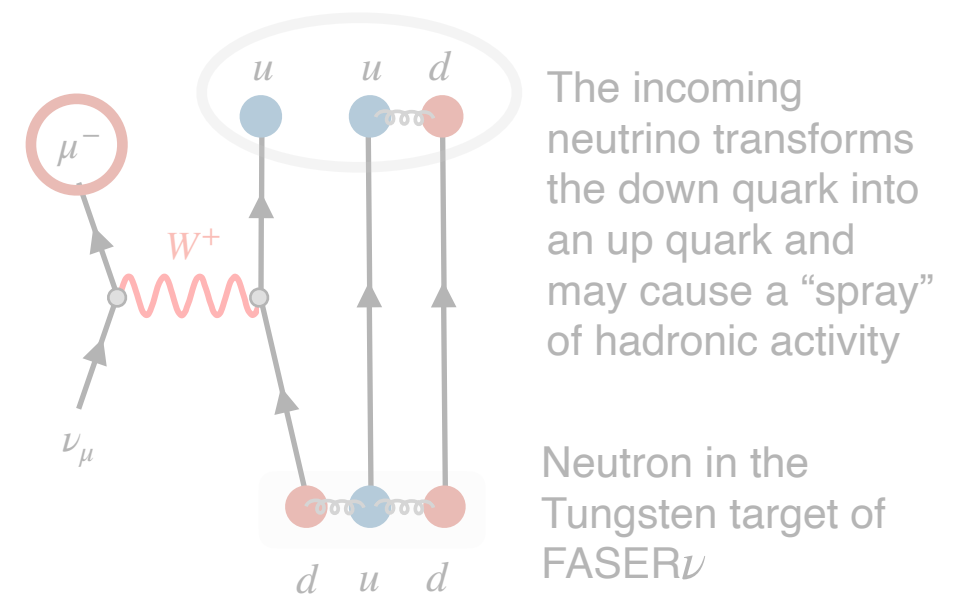 u u d
μ⁻
The incoming
neutrino transforms
the down quark into
an up quark and
may cause a “spray”
of hadronic activity
W⁺
ν_μ
Neutron in the
Tungsten target of
FASERν
d u d